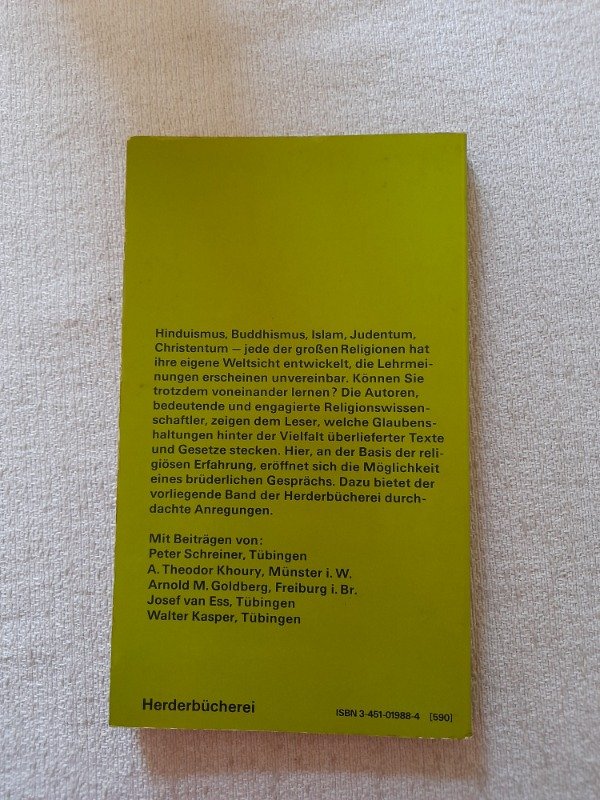 Hinduismus, Buddhismus, Islam, Judentum,
Christentum – jede der großen Religionen hat
ihre eigene Weltsicht entwickelt, die Lehrmei-
nungen erscheinen unvereinbar. Können Sie
trotzdem voneinander lernen? Die Autoren,
bedeutende und engagierte Religionswissen-
schaftler, zeigen dem Leser, welche Glaubens-
haltungen hinter der Vielfalt überlieferter Texte
und Gesetze stecken. Hier, an der Basis der reli-
giösen Erfahrung, eröffnet sich die Möglichkeit
eines brüderlichen Gesprächs. Dazu bietet der
vorliegende Band der Herderbücherei durch-
dachte Anregungen.
Mit Beiträgen von:
Peter Schreiner, Tübingen
A. Theodor Khoury, Münster i. W.
Arnold M. Goldberg, Freiburg i. Br.
Josef van Ess, Tübingen
Walter Kasper, Tübingen
Herderbücherei
ISBN 3-451-01988-4 [590]